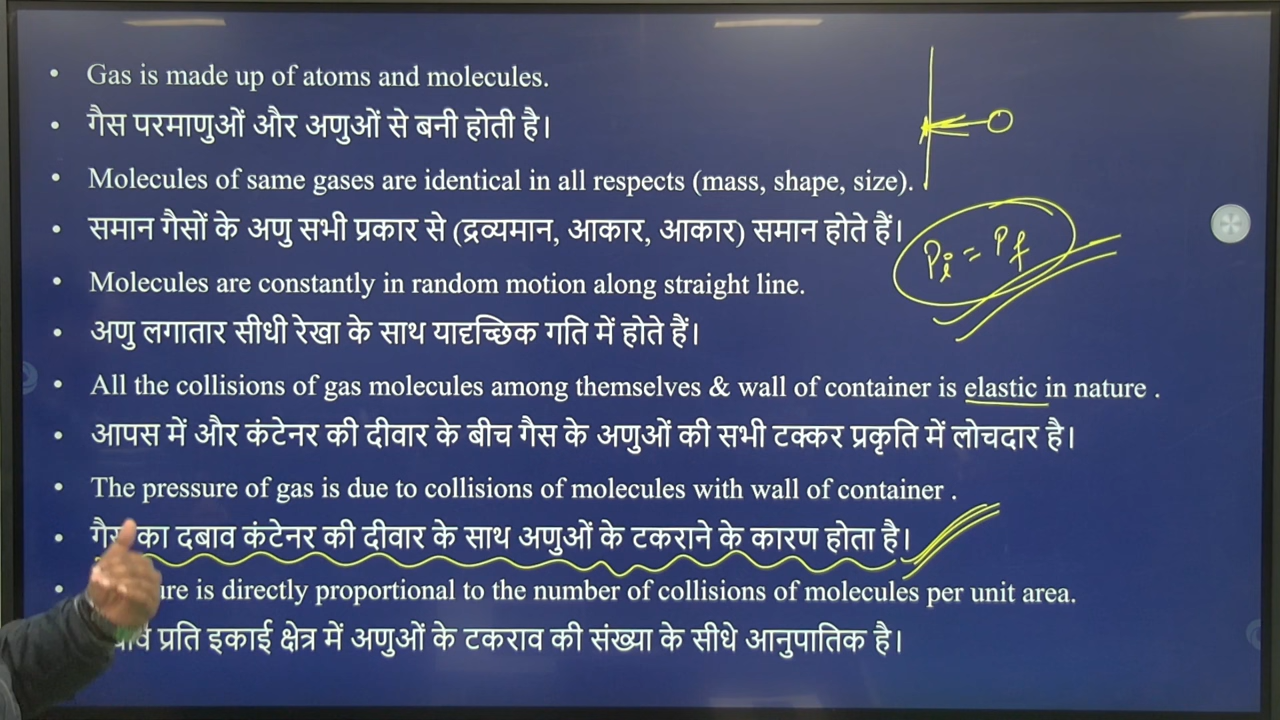 Gas is made up of atoms and molecules.
गैस परमाणुओं और अणुओं से बनी होती है।
Molecules of same gases are identical in all respects (mass, shape, size).
समान गैसों के अणु सभी प्रकार से (द्रव्यमान, आकार, आकार) समान होते हैं।
Pi = Pf
Molecules are constantly in random motion along straight line.
अणु लगातार सीधी रेखा के साथ यादृच्छिक गति में होते हैं।
All the collisions of gas molecules among themselves & wall of container is elastic in nature .
आपस में और कंटेनर की दीवार के बीच गैस के अणुओं की सभी टक्कर प्रकृति में लोचदार है।
The pressure of gas is due to collisions of molecules with wall of container .
का दबाव कंटेनर की दीवार के साथ अणुओं के टकराने के कारण होता है।
is directly proportional to the number of collisions of molecules per unit area.
प्रति इकाई क्षेत्र में अणुओं के टकराव की संख्या के सीधे आनुपातिक है।